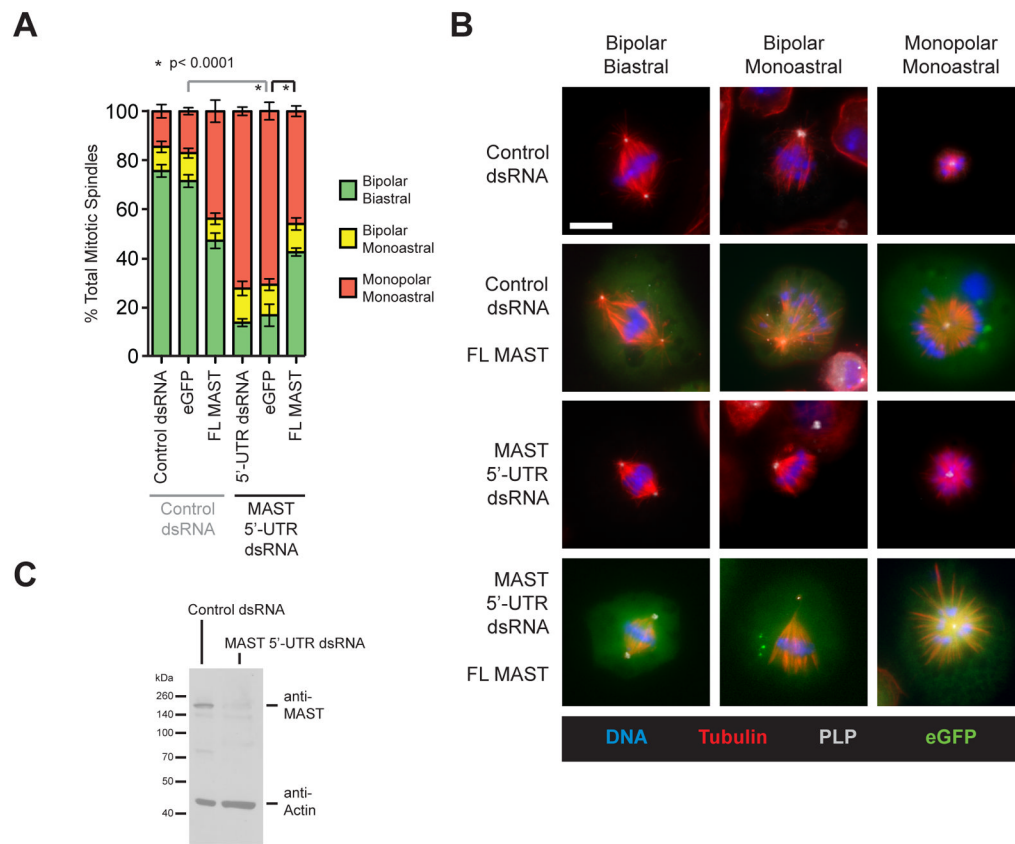 A
* p< 0.0001
* *
% Total Mitotic Spindles
100
80
60
40
20
0
Control dsRNA
eGFP
FL MAST
5'-UTR dsRNA
eGFP
FL MAST
Control
dsRNA
MAST
5'-UTR
dsRNA
Bipolar
Biastral
Bipolar
Monoastral
Monopolar
Monoastral
B
Bipolar
Biastral
Bipolar
Monoastral
Monopolar
Monoastral
Control
dsRNA
Control
dsRNA
FL MAST
MAST
5'-UTR
dsRNA
MAST
5'-UTR
dsRNA
FL MAST
DNA Tubulin PLP eGFP
C
Control dsRNA
MAST 5'-UTR dsRNA
kDa
260
140
100
70
50
40
anti-
MAST
anti-
Actin